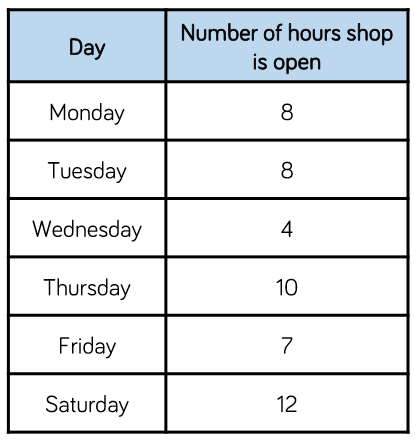 Day Number of hours shop
is open
Monday 8
Tuesday 8
Wednesday 4
Thursday 10
Friday 7
Saturday 12